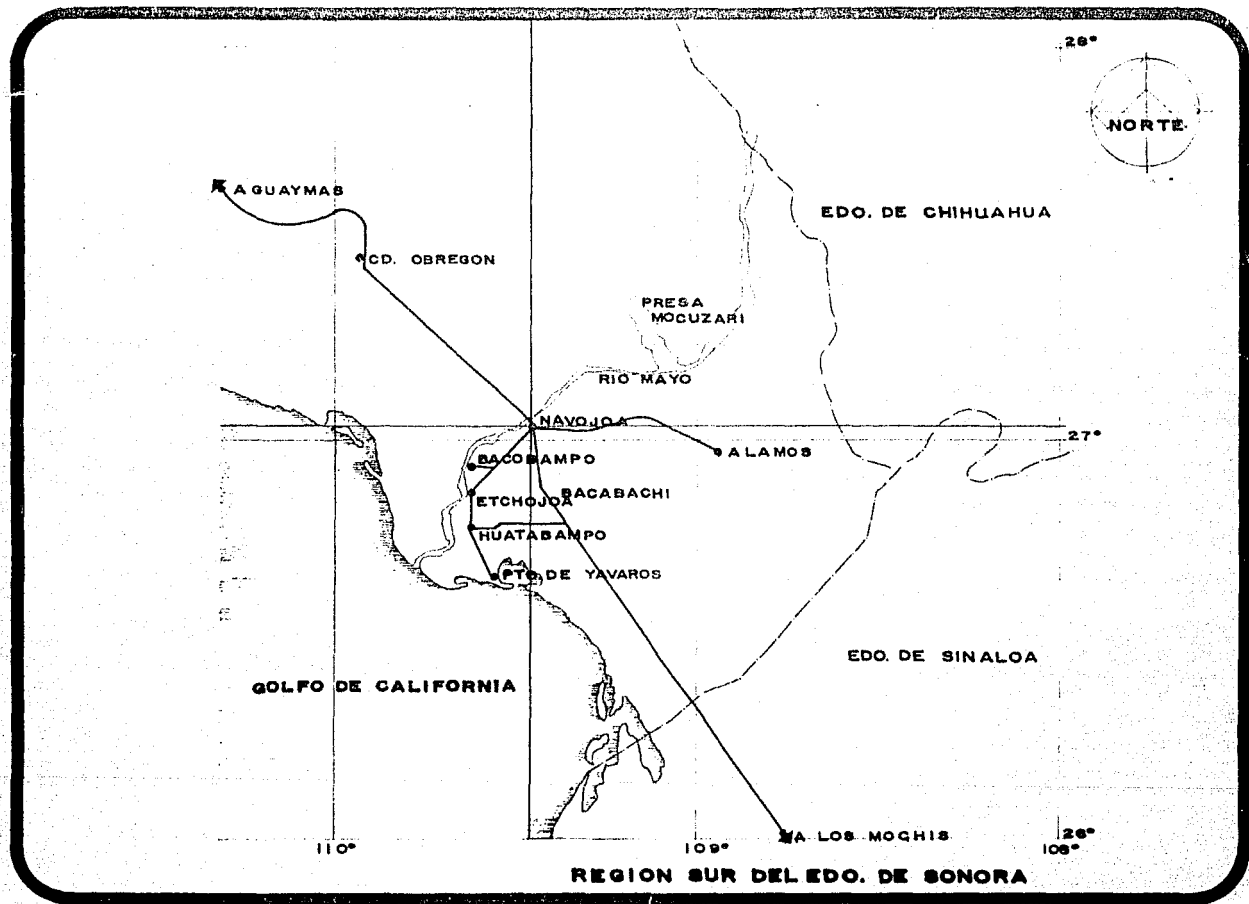 28°
NORTE
A GUAYMAS
EDO. DE CHIHUAHUA
CD. OBREGON
PRESA
MOCUZARI
RIO MAYO
NAVOJOA
27°
ALAMOS
BACOBAMPO
BACABACHI
ETCHOJOA
HUATABAMPO
PTO. DE YAVAROS
EDO. DE SINALOA
GOLFO DE CALIFORNIA
A LOS MOCHIS
26°
110°
109°
108°
REGION SUR DEL EDO. DE SONORA